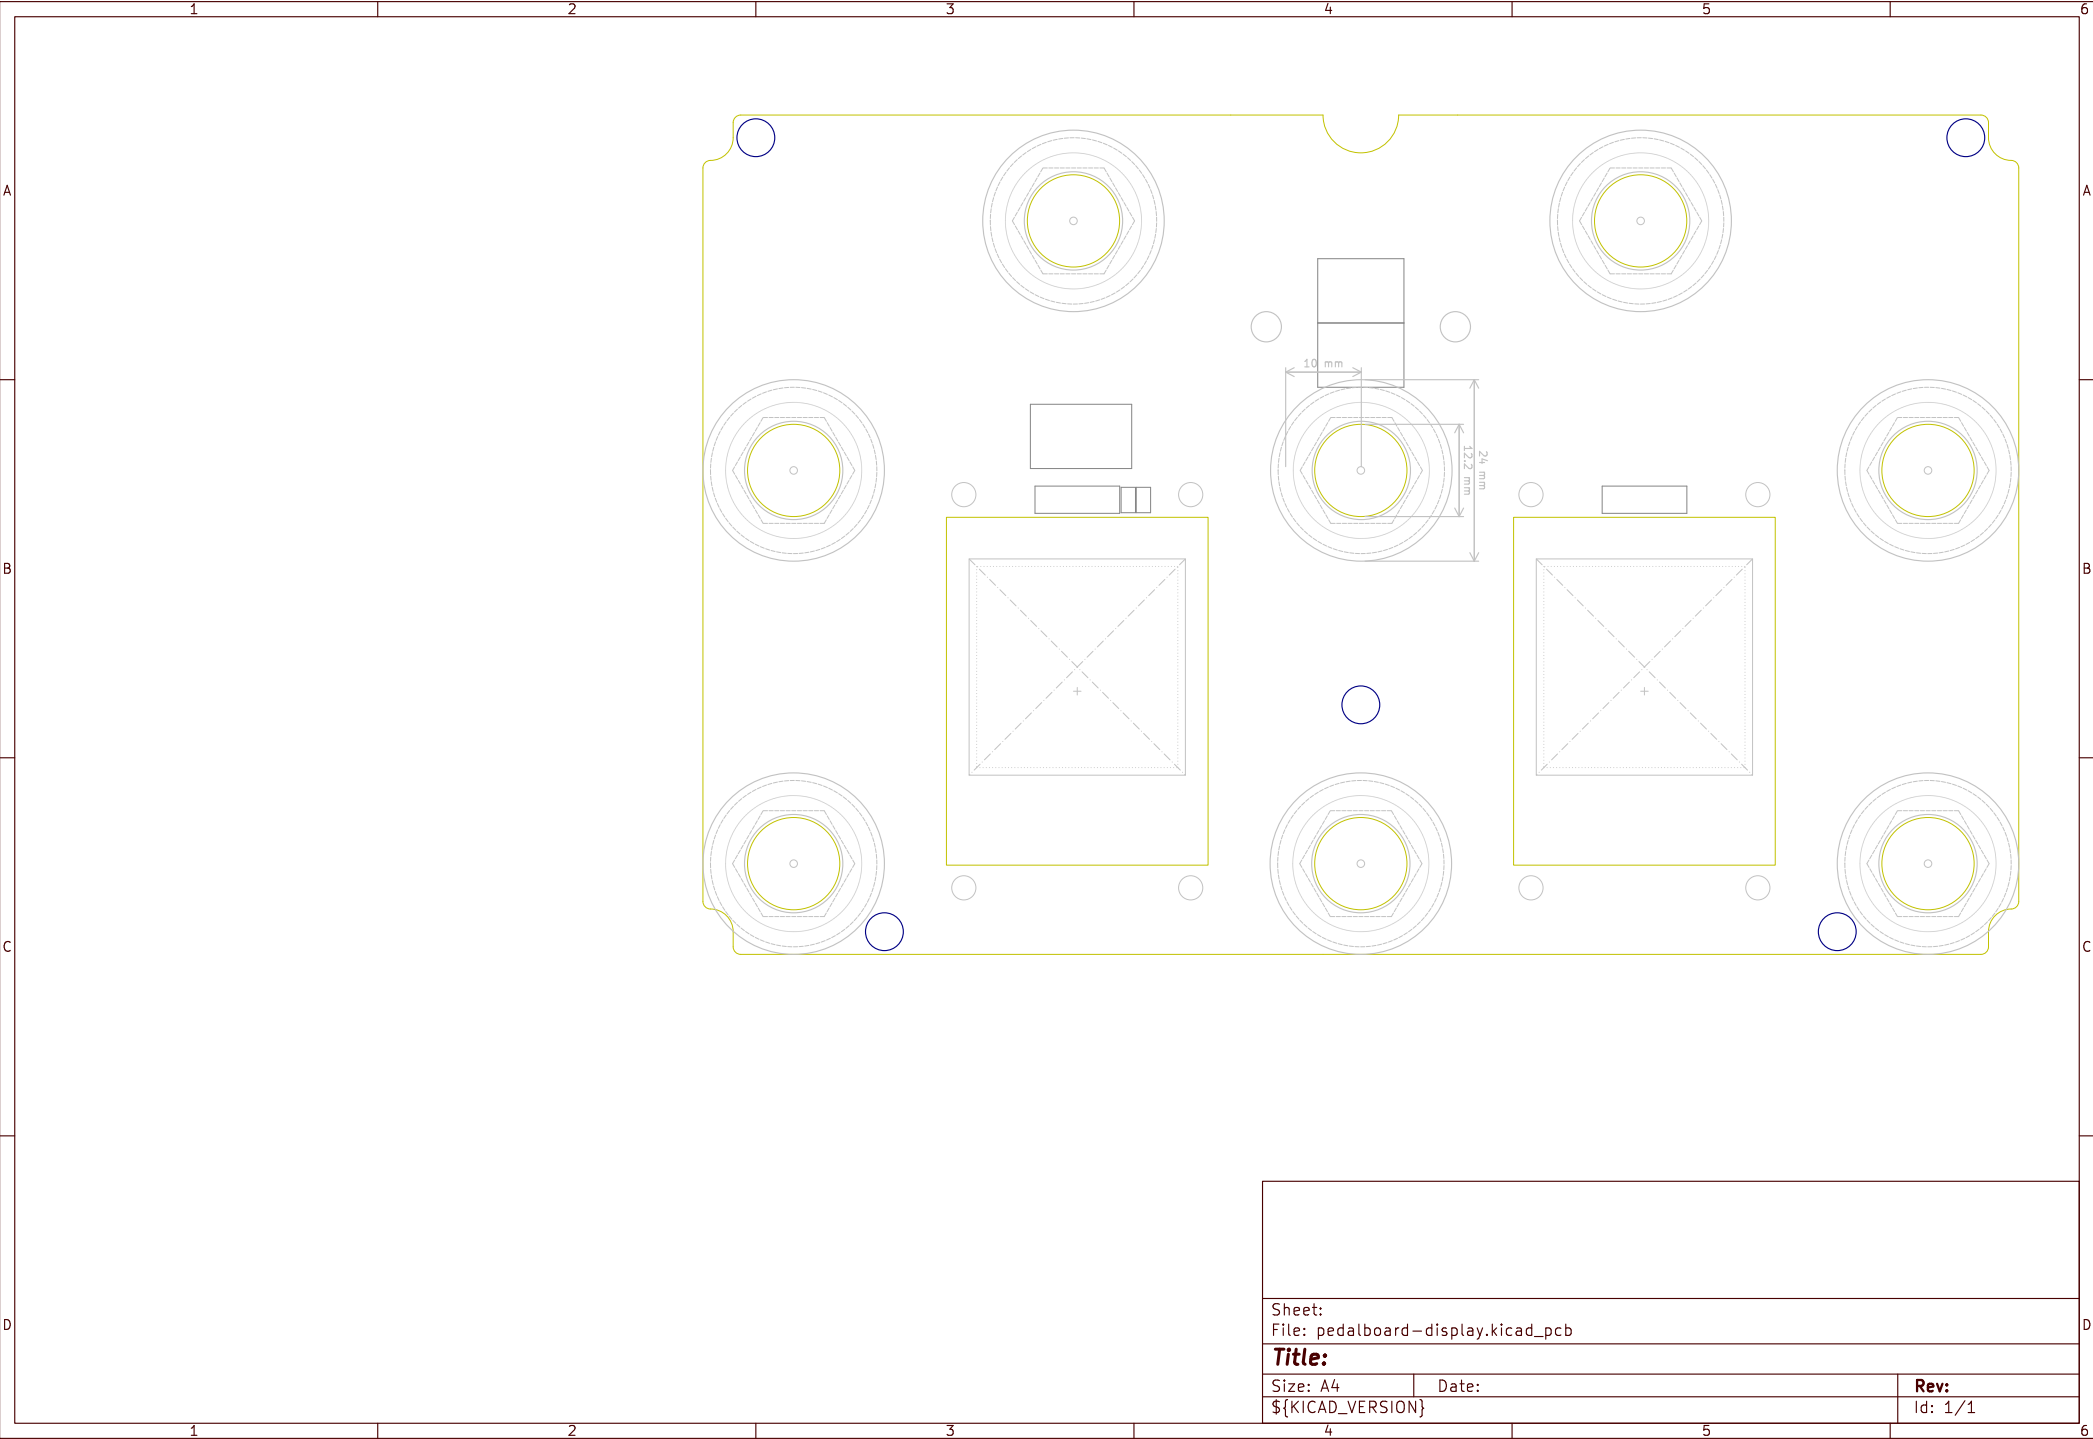 1 2 3 4 5 6
A A
10 mm
12.2 mm
24 mm
B B
C C
Sheet:
File: pedalboard-display.kicad_pcb
D D
Title:
Size: A4 Date: Rev:
${KICAD_VERSION} Id: 1/1
1 2 3 4 5 6